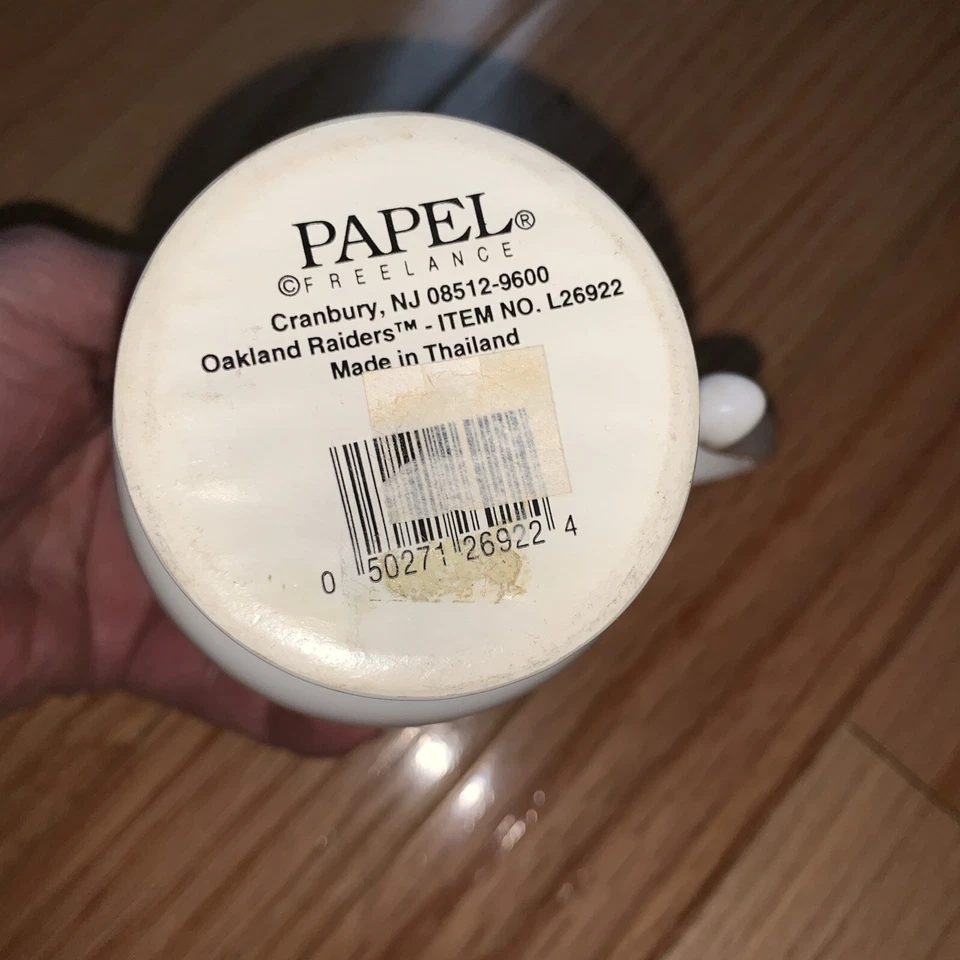 PAPEL®
©FREELANCE
Cranbury, NJ 08512-9600
Oakland Raiders™ - ITEM NO. L26922
Made in Thailand
0 50271 26922 4